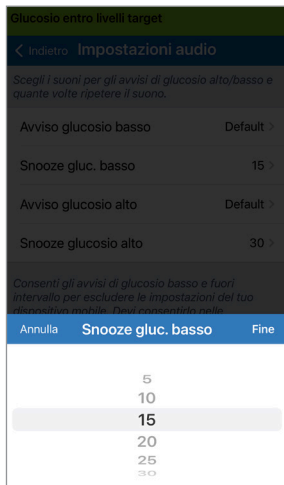 Glucosio entro livelli target
< Indietro Impostazioni audio
Scegli i suoni per gli avvisi di glucosio alto/basso e
quante volte ripetere il suono.
Avviso glucosio basso Default >
Snooze gluc. basso 15 >
Avviso glucosio alto Default >
Snooze glucosio alto 30 >
Consenti gli avvisi di glucosio basso e fuori
intervallo per escludere le impostazioni del tuo
dispositivo mobile. Devi consentirlo nelle
Annulla Snooze gluc. basso Fine
5
10
15
20
25
30